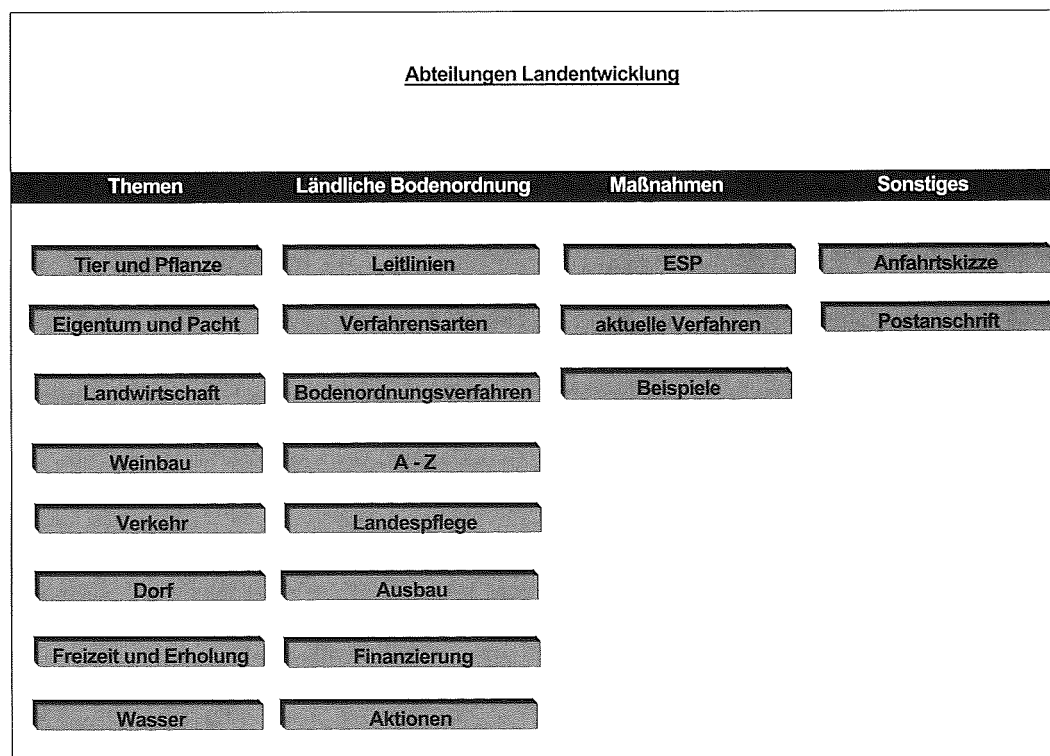 Abteilungen Landentwicklung
Themen Ländliche Bodenordnung Maßnahmen Sonstiges
Tier und Pflanze Leitlinien ESP Anfahrtskizze
Eigentum und Pacht Verfahrensarten aktuelle Verfahren Postanschrift
Landwirtschaft Bodenordnungsverfahren Beispiele
Weinbau A - Z
Verkehr Landespflege
Dorf Ausbau
Freizeit und Erholung Finanzierung
Wasser Aktionen